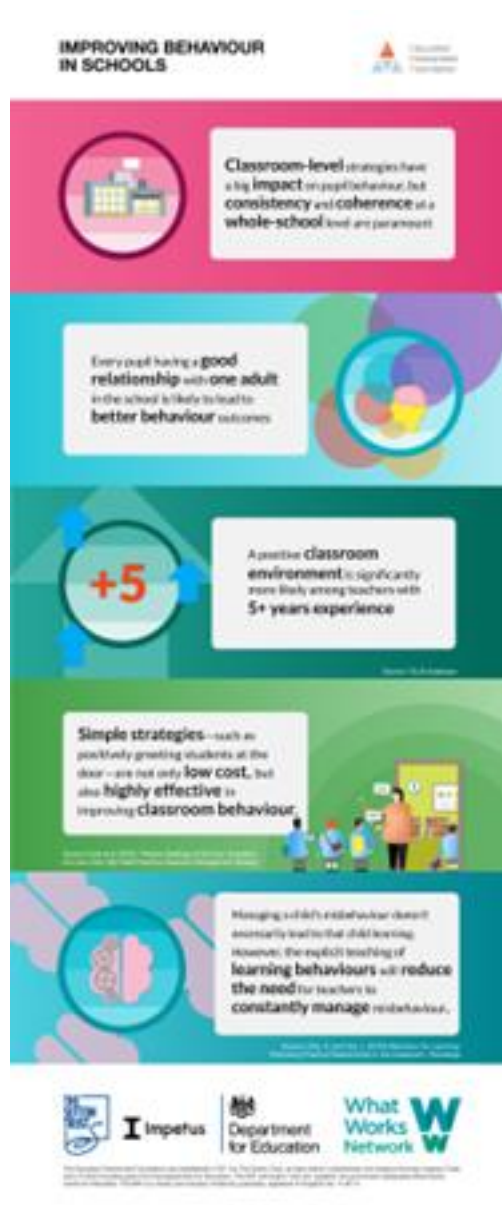 IMPROVING BEHAVIOUR
IN SCHOOLS
Classroom-level strategies have
a big impact on pupil behaviour, but
consistency and coherence at a
whole-school level are paramount
Every pupil having a good
relationship with one adult
in the school is likely to lead to
better behaviour outcomes
+5
A positive classroom
environment is significantly
more likely among teachers with
5+ years experience
Simple strategies—such as
positively greeting students at the
door—are not only low cost, but
also highly effective in
improving classroom behaviour
Managing a child's misbehaviour doesn't
necessarily lead to that child learning.
However, the explicit teaching of
learning behaviours will reduce
the need for teachers to
constantly manage misbehaviour.
Impetus
Department
for Education
What
Works
Network